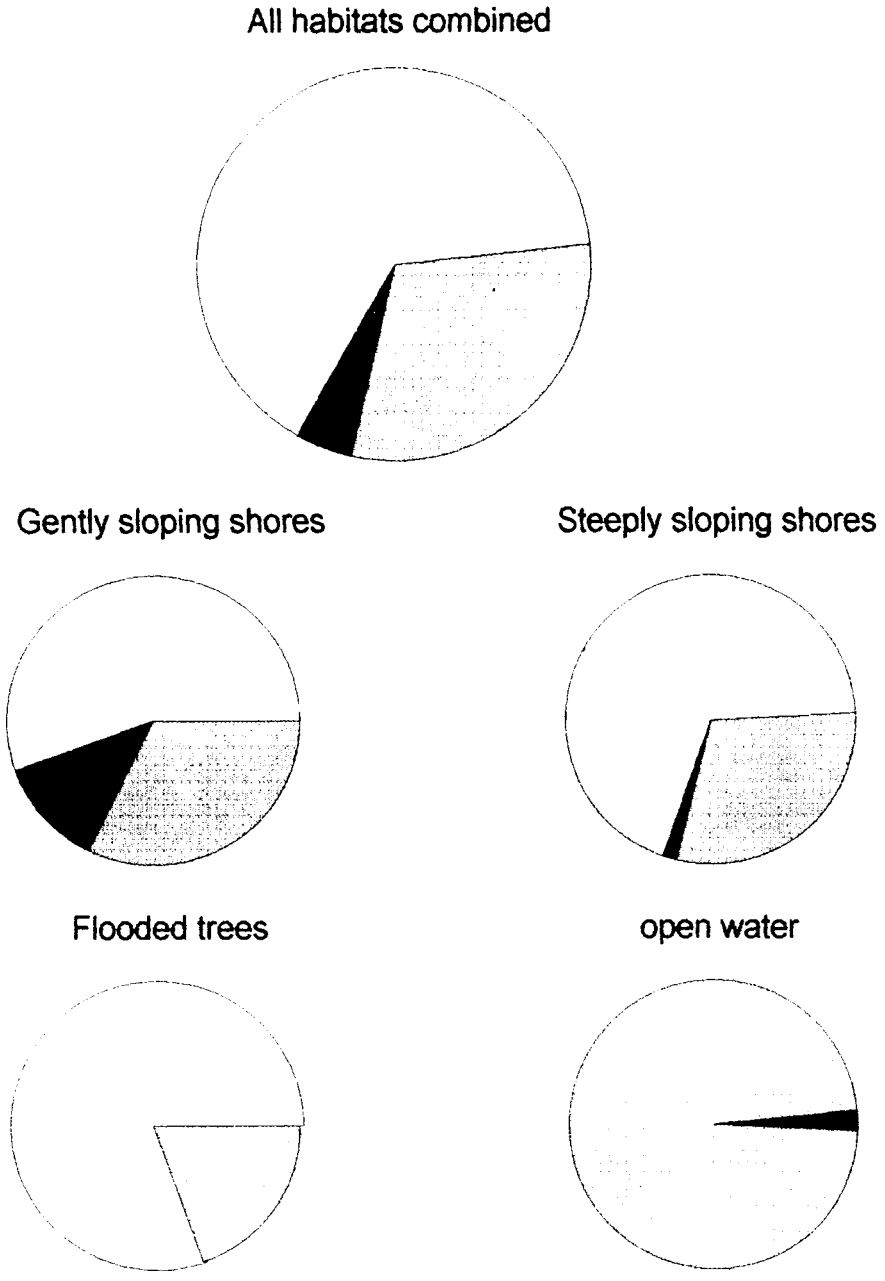 All habitats combined
Gently sloping shores
Steeply sloping shores
Flooded trees
open water